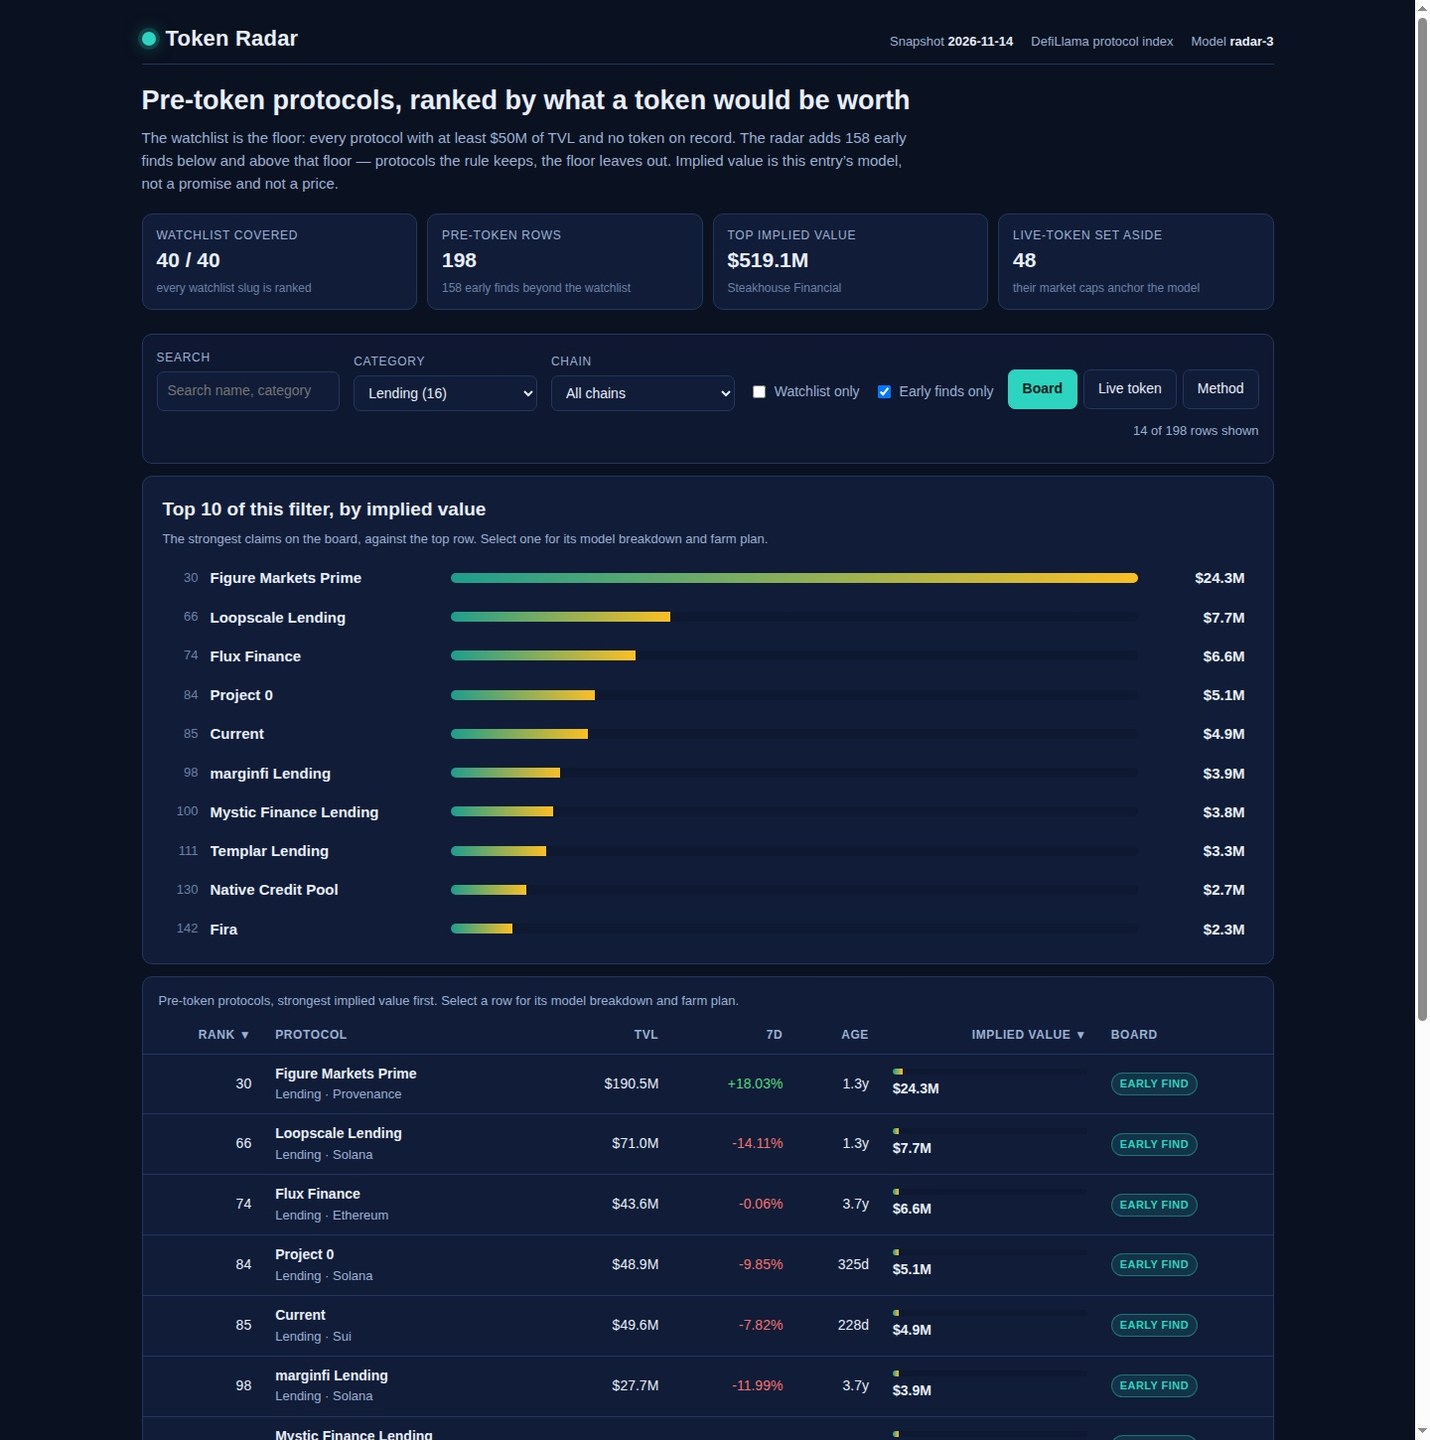 Token Radar
Snapshot 2026-11-14 DefiLlama protocol index Model radar-3
Pre-token protocols, ranked by what a token would be worth
The watchlist is the floor: every protocol with at least $50M of TVL and no token on record. The radar adds 158 early
finds below and above that floor — protocols the rule keeps, the floor leaves out. Implied value is this entry's model,
not a promise and not a price.
WATCHLIST COVERED
40 / 40
every watchlist slug is ranked
PRE-TOKEN ROWS
198
158 early finds beyond the watchlist
TOP IMPLIED VALUE
$519.1M
Steakhouse Financial
LIVE-TOKEN SET ASIDE
48
their market caps anchor the model
SEARCH
Search name, category
CATEGORY
Lending (16)
CHAIN
All chains
Watchlist only
Early finds only
Board
Live token
Method
14 of 198 rows shown
Top 10 of this filter, by implied value
The strongest claims on the board, against the top row. Select one for its model breakdown and farm plan.
30 Figure Markets Prime $24.3M
66 Loopscale Lending $7.7M
74 Flux Finance $6.6M
84 Project 0 $5.1M
85 Current $4.9M
98 marginfi Lending $3.9M
100 Mystic Finance Lending $3.8M
111 Templar Lending $3.3M
130 Native Credit Pool $2.7M
142 Fira $2.3M
Pre-token protocols, strongest implied value first. Select a row for its model breakdown and farm plan.
RANK ▼ PROTOCOL TVL 7D AGE IMPLIED VALUE ▼ BOARD
30 Figure Markets Prime $190.5M +18.03% 1.3y $24.3M EARLY FIND
Lending · Provenance
66 Loopscale Lending $71.0M -14.11% 1.3y $7.7M EARLY FIND
Lending · Solana
74 Flux Finance $43.6M -0.06% 3.7y $6.6M EARLY FIND
Lending · Ethereum
84 Project 0 $48.9M -9.85% 325d $5.1M EARLY FIND
Lending · Solana
85 Current $49.6M -7.82% 228d $4.9M EARLY FIND
Lending · Sui
98 marginfi Lending $27.7M -11.99% 3.7y $3.9M EARLY FIND
Lending · Solana
Mystic Finance Lending